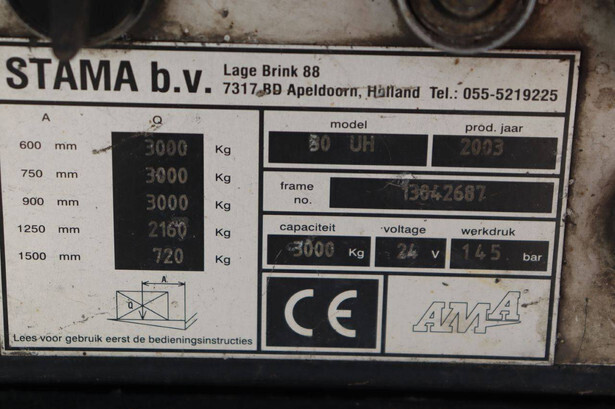 STAMA b.v.
Lage Brink 88
7317 BD Apeldoorn, Holland Tel.: 055-5219225
A Q
600 mm 3000 Kg
750 mm 3000 Kg
900 mm 3000 Kg
1250 mm 2160 Kg
1500 mm 720 Kg
A
Q
Lees voor gebruik eerst de bedieningsinstructies
model prod. jaar
30 UH 2003
frame no. 13042687
capaciteit voltage werkdruk
3000 Kg 24 V 145 bar
CE AMA